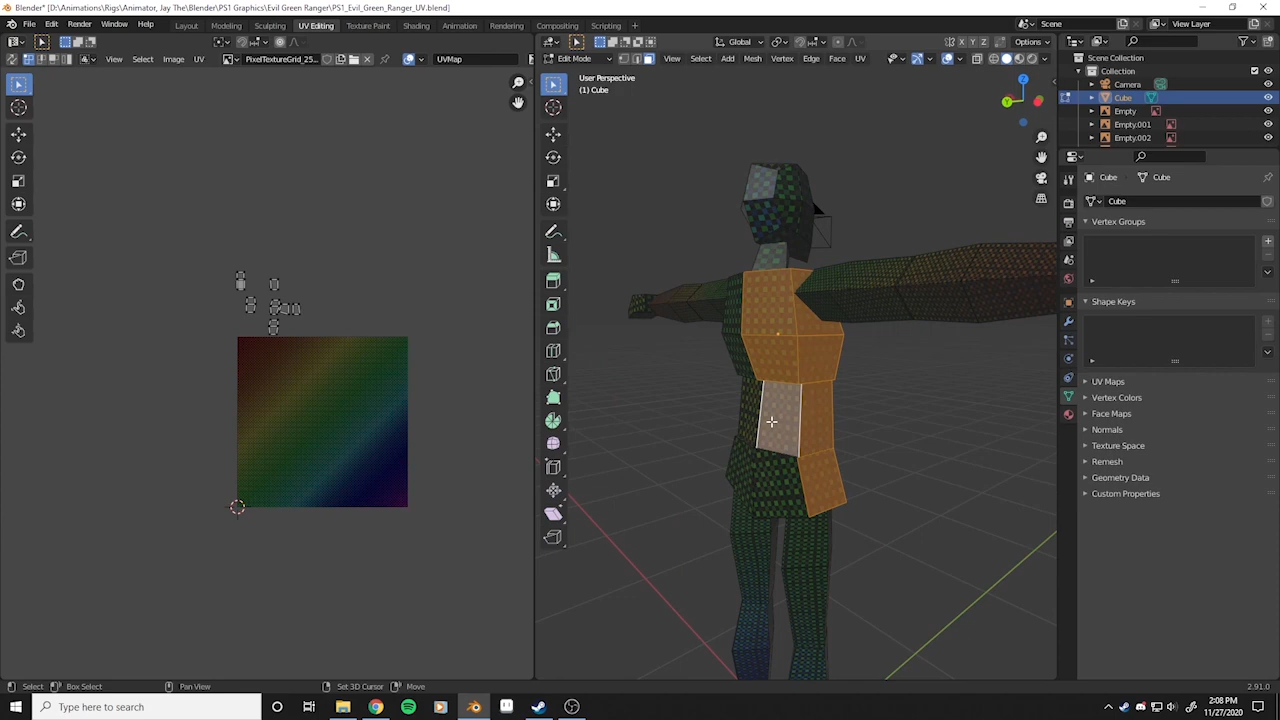 Blender* [D:\Animations\Rigs\Animator, Jay The\Blender\PS1 Graphics\Evil Green Ranger\PS1_Evil_Green_Ranger_UV.blend]
File Edit Render Window Help
Layout Modeling Sculpting UV Editing Texture Paint Shading Animation Rendering Compositing Scripting +
Scene
View Layer
Global
X Y Z
Options
View Select Image UV
PixelTextureGrid_25...
UVMap
Edit Mode
View Select Add Mesh Vertex Edge Face UV
User Perspective
(1) Cube
Z
Y
Scene Collection
Collection
Camera
Cube
Empty
Empty.001
Empty.002
Cube
Cube
Cube
Vertex Groups
Shape Keys
UV Maps
Vertex Colors
Face Maps
Normals
Texture Space
Remesh
Geometry Data
Custom Properties
Select
Box Select
Pan View
Set 3D Cursor
Move
2.91.0
Type here to search
2:08 PM
11/27/2020